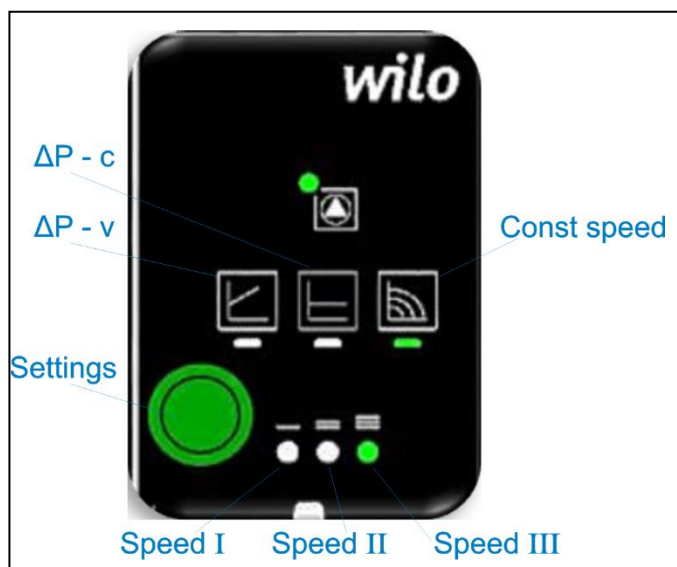 wilo
ΔP - c
ΔP - v
Const speed
Settings
Speed I
Speed II
Speed III